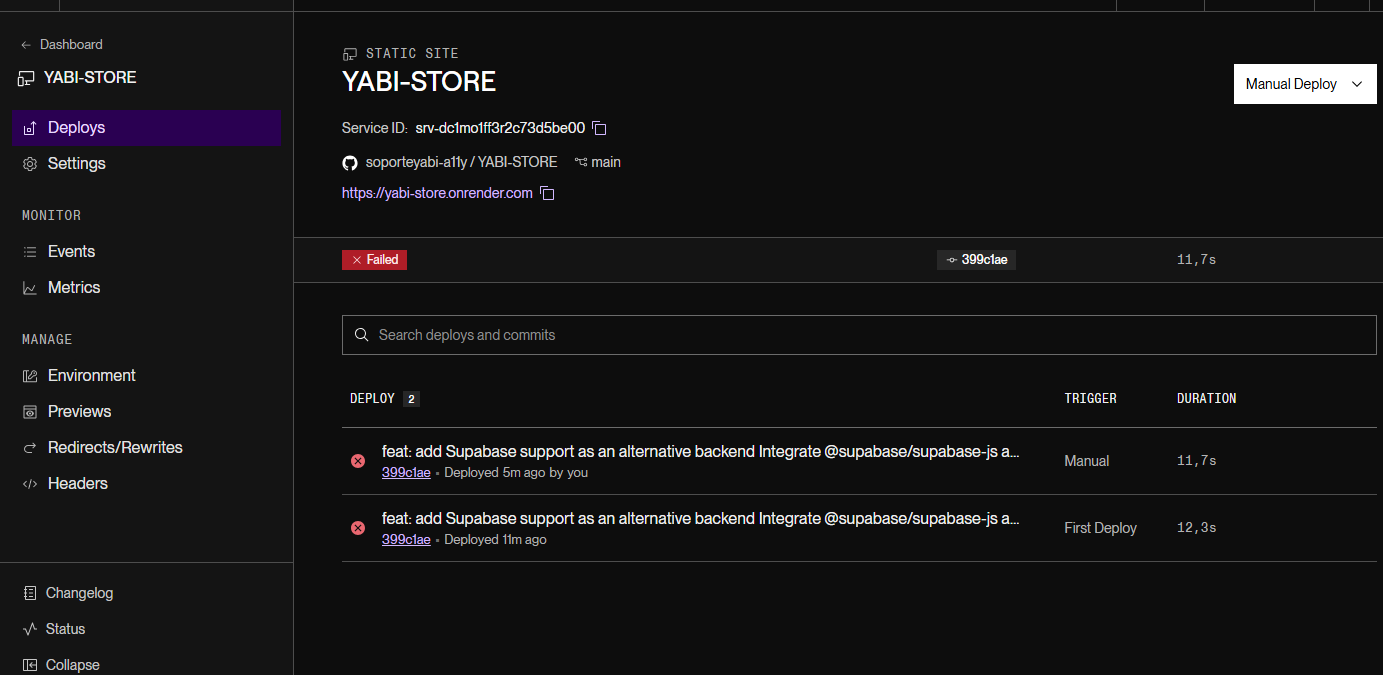 Dashboard
YABI-STORE
Deploys
Settings
MONITOR
Events
Metrics
MANAGE
Environment
Previews
Redirects/Rewrites
Headers
Changelog
Status
Collapse
STATIC SITE
YABI-STORE
Manual Deploy
Service ID: srv-dc1mo1ff3r2c73d5be00
soporteyabi-a11y / YABI-STORE main
https://yabi-store.onrender.com
Failed 399c1ae 11,7s
Search deploys and commits
DEPLOY 2 TRIGGER DURATION
feat: add Supabase support as an alternative backend Integrate @supabase/supabase-js a...
399c1ae • Deployed 5m ago by you
Manual 11,7s
feat: add Supabase support as an alternative backend Integrate @supabase/supabase-js a...
399c1ae • Deployed 11m ago
First Deploy 12,3s